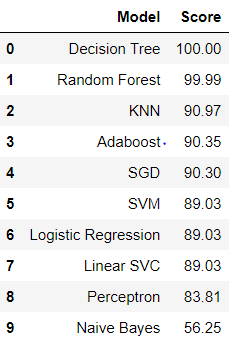 Model Score
0 Decision Tree 100.00
1 Random Forest 99.99
2 KNN 90.97
3 Adaboost 90.35
4 SGD 90.30
5 SVM 89.03
6 Logistic Regression 89.03
7 Linear SVC 89.03
8 Perceptron 83.81
9 Naive Bayes 56.25